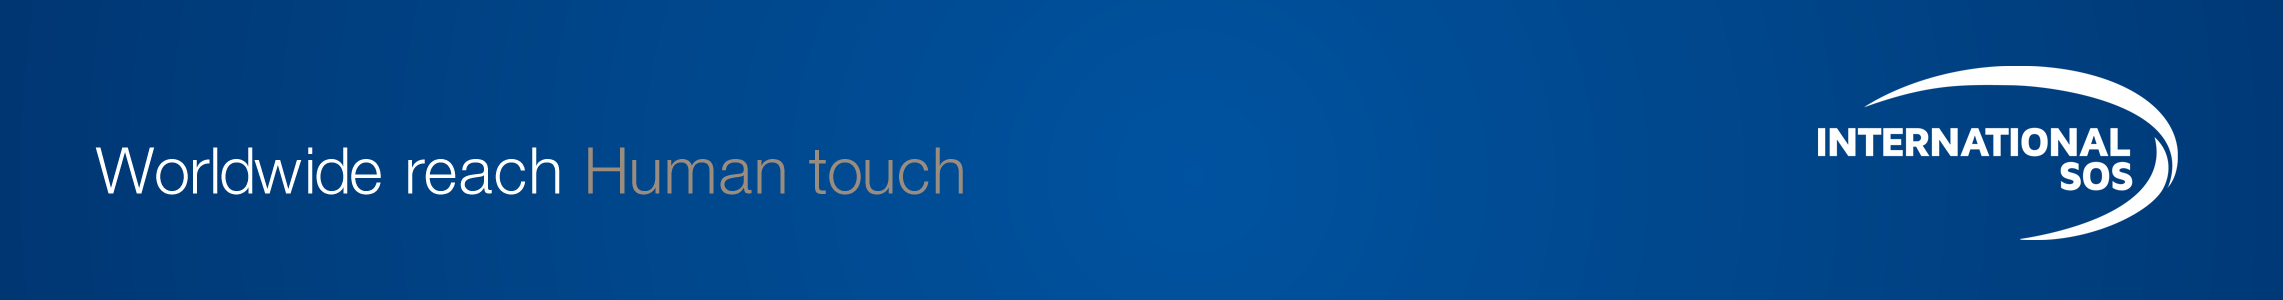 Worldwide reach Human touch
INTERNATIONAL
SOS